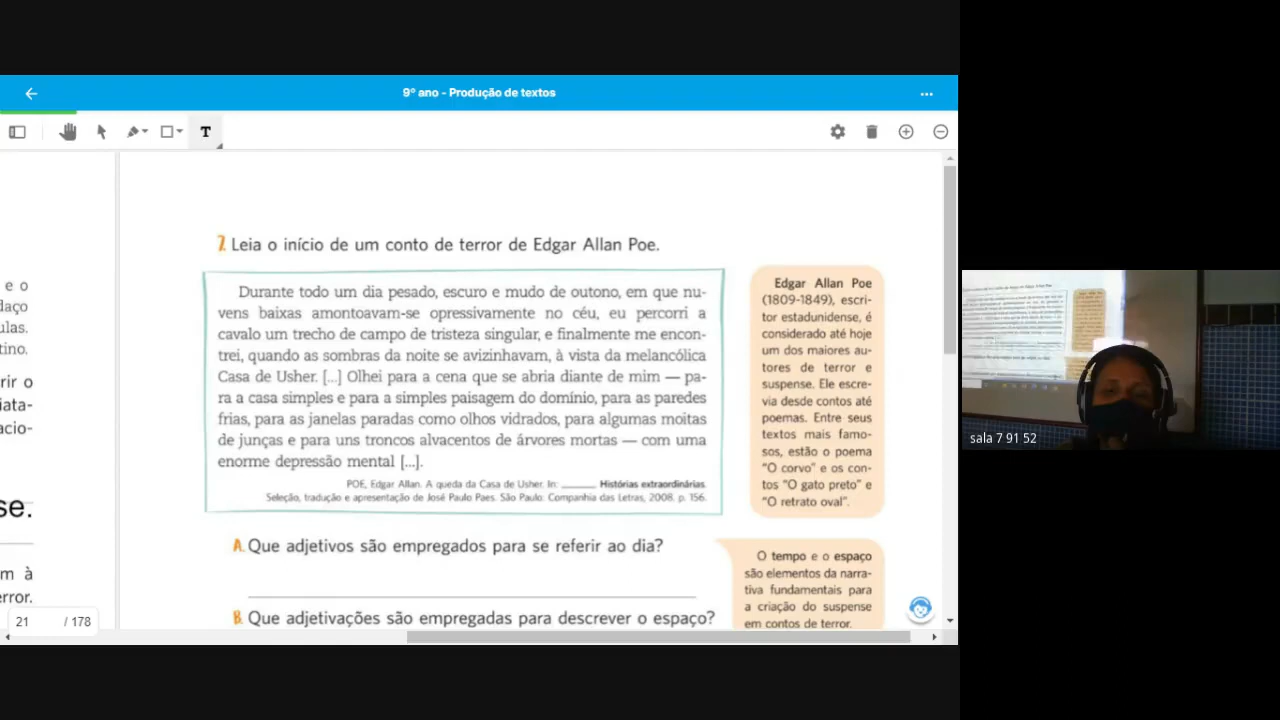 9º ano - Produção de textos
e o
daço
ulas.
tino.
rir o
iata-
acio-
se.
m à
rror.
21 / 178
7. Leia o início de um conto de terror de Edgar Allan Poe.
Durante todo um dia pesado, escuro e mudo de outono, em que nu-
vens baixas amontoavam-se opressivamente no céu, eu percorri a
cavalo um trecho de campo de tristeza singular, e finalmente me encon-
trei, quando as sombras da noite se avizinhavam, à vista da melancólica
Casa de Usher. [...] Olhei para a cena que se abria diante de mim — pa-
ra a casa simples e para a simples paisagem do domínio, para as paredes
frias, para as janelas paradas como olhos vidrados, para algumas moitas
de junças e para uns troncos alvacentos de árvores mortas — com uma
enorme depressão mental [...].
POE, Edgar Allan. A queda da Casa de Usher. In: ______ Histórias extraordinárias.
Seleção, tradução e apresentação de José Paulo Paes. São Paulo: Companhia das Letras, 2008. p. 156.
Edgar Allan Poe
(1809-1849), escri-
tor estadunidense, é
considerado até hoje
um dos maiores au-
tores de terror e
suspense. Ele escre-
via desde contos até
poemas. Entre seus
textos mais famo-
sos, estão o poema
"O corvo" e os con-
tos "O gato preto" e
"O retrato oval".
A. Que adjetivos são empregados para se referir ao dia?
B. Que adjetivações são empregadas para descrever o espaço?
O tempo e o espaço
são elementos da narra-
tiva fundamentais para
a criação do suspense
em contos de terror.
sala 7 91 52